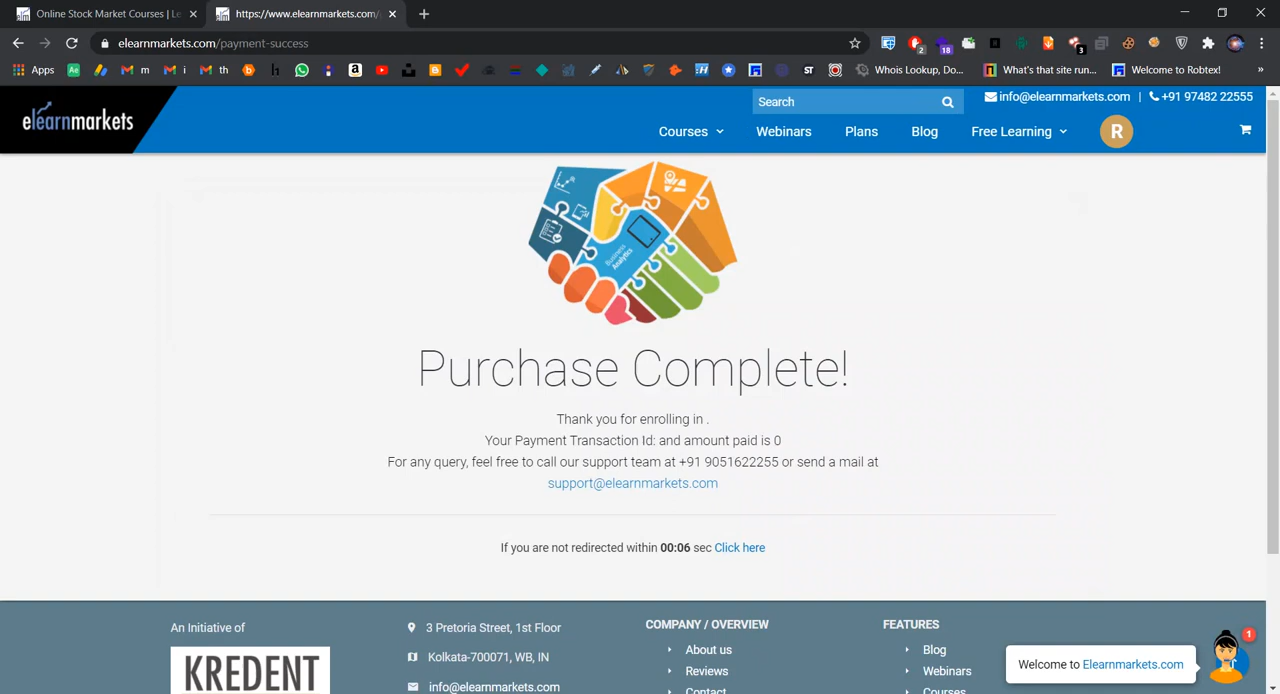 Online Stock Market Courses | Le
https://www.elearnmarkets.com/
elearnmarkets.com/payment-success
Apps
m
i
th
Whois Lookup, Do...
What's that site run...
Welcome to Robtex!
elearnmarkets
Search
info@elearnmarkets.com | +91 97482 22555
Courses
Webinars
Plans
Blog
Free Learning
R
Business Analytics
Purchase Complete!
Thank you for enrolling in .
Your Payment Transaction Id: and amount paid is 0
For any query, feel free to call our support team at +91 9051622255 or send a mail at
support@elearnmarkets.com
If you are not redirected within 00:06 sec Click here
An Initiative of
KREDENT
3 Pretoria Street, 1st Floor
Kolkata-700071, WB, IN
info@elearnmarkets.com
COMPANY / OVERVIEW
About us
Reviews
Contact
FEATURES
Blog
Webinars
Courses
Welcome to Elearnmarkets.com
1